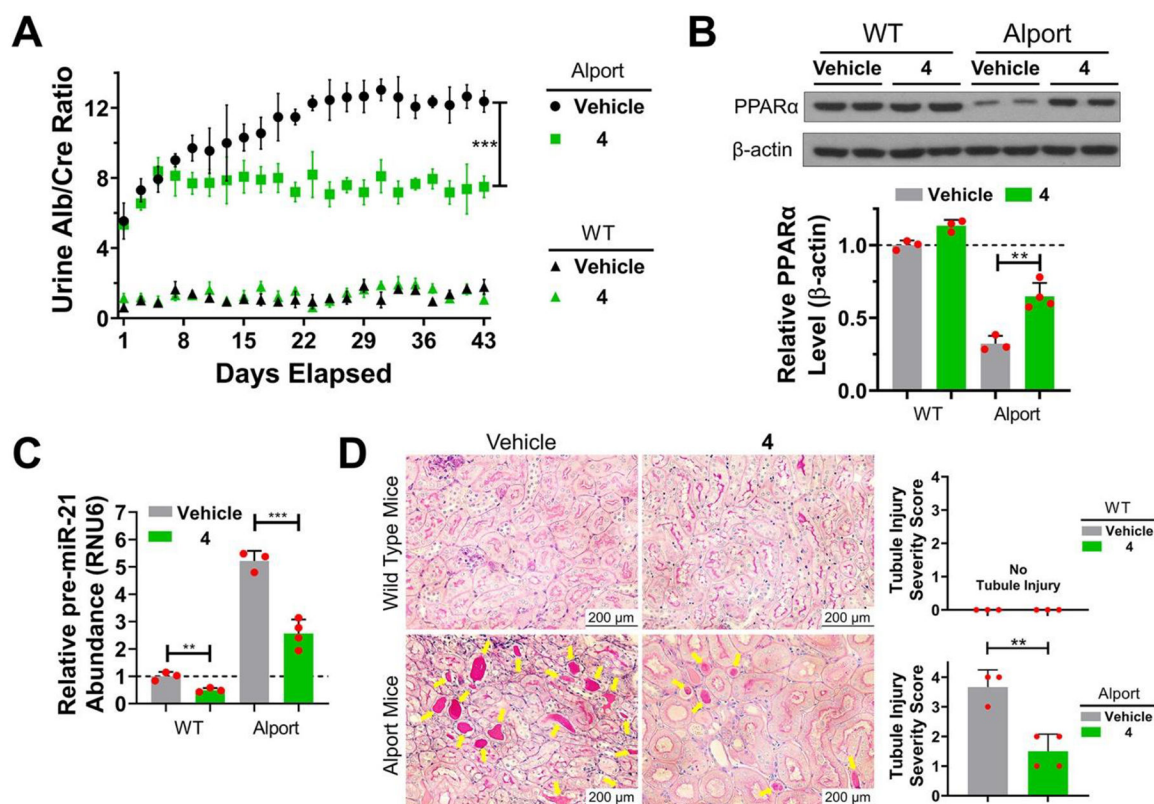 A
Urine Alb/Cre Ratio
12
8
4
0
1 8 15 22 29 36 43
Days Elapsed
***
Alport
Vehicle
4
WT
Vehicle
4
B
WT Alport
Vehicle 4 Vehicle 4
PPARα
β-actin
Vehicle 4
Relative PPARα
Level (β-actin)
1.0
0.5
0.0
**
WT Alport
C
Relative pre-miR-21
Abundance (RNU6)
7
6
5
4
3
2
1
0
Vehicle
4
**
***
WT Alport
D
Vehicle 4
Wild Type Mice
200 μm 200 μm
Alport Mice
200 μm 200 μm
Tubule Injury
Severity Score
4
3
2
1
0
No
Tubule Injury
WT
Vehicle
4
Tubule Injury
Severity Score
4
3
2
1
0
**
Alport
Vehicle
4